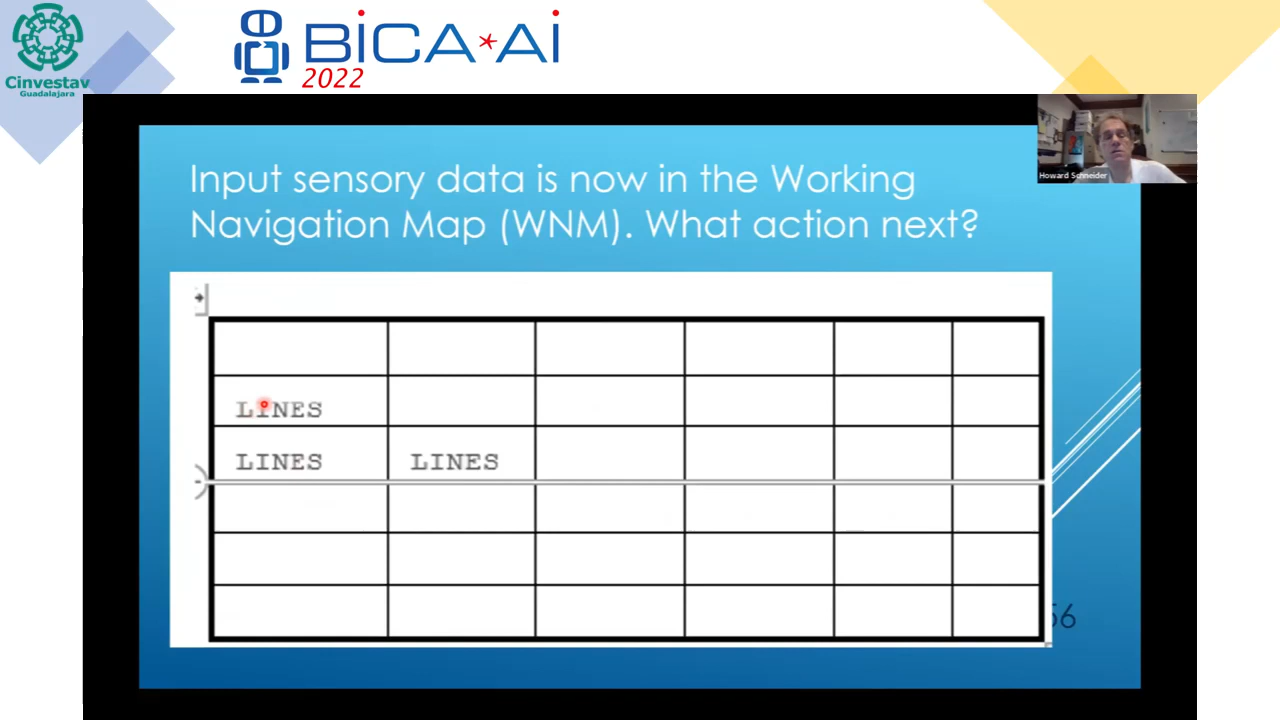 Cinvestav
Guadalajara
BiCA*Ai
2022
Howard Schneider
Input sensory data is now in the Working
Navigation Map (WNM). What action next?
LINES
LINES LINES
56